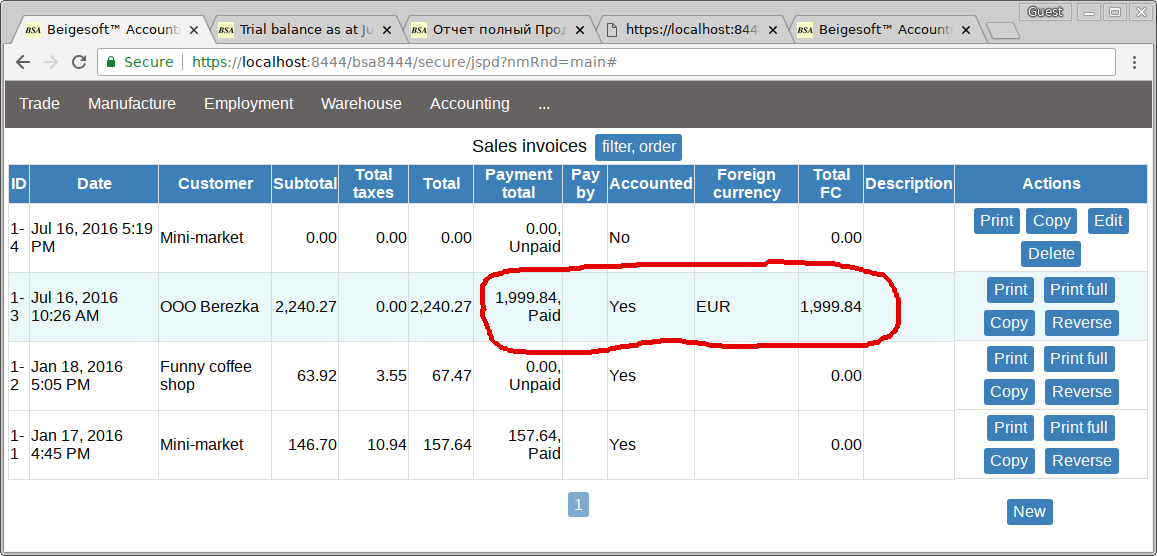 Guest
BSA Beigesoft™ Account
BSA Trial balance as at Ju
BSA Отчет полный Прод
https://localhost:844
BSA Beigesoft™ Account
Secure https://localhost:8444/bsa8444/secure/jspd?nmRnd=main#
Trade Manufacture Employment Warehouse Accounting ...
Sales invoices filter, order
ID Date Customer Subtotal Total taxes Total Payment total Pay by Accounted Foreign currency Total FC Description Actions
1-4 Jul 16, 2016 5:19 PM Mini-market 0.00 0.00 0.00 0.00, Unpaid No 0.00 Print Copy Edit Delete
1-3 Jul 16, 2016 10:26 AM OOO Berezka 2,240.27 0.00 2,240.27 1,999.84, Paid Yes EUR 1,999.84 Print Print full Copy Reverse
1-2 Jan 18, 2016 5:05 PM Funny coffee shop 63.92 3.55 67.47 0.00, Unpaid Yes 0.00 Print Print full Copy Reverse
1-1 Jan 17, 2016 4:45 PM Mini-market 146.70 10.94 157.64 157.64, Paid Yes 0.00 Print Print full Copy Reverse
1
New